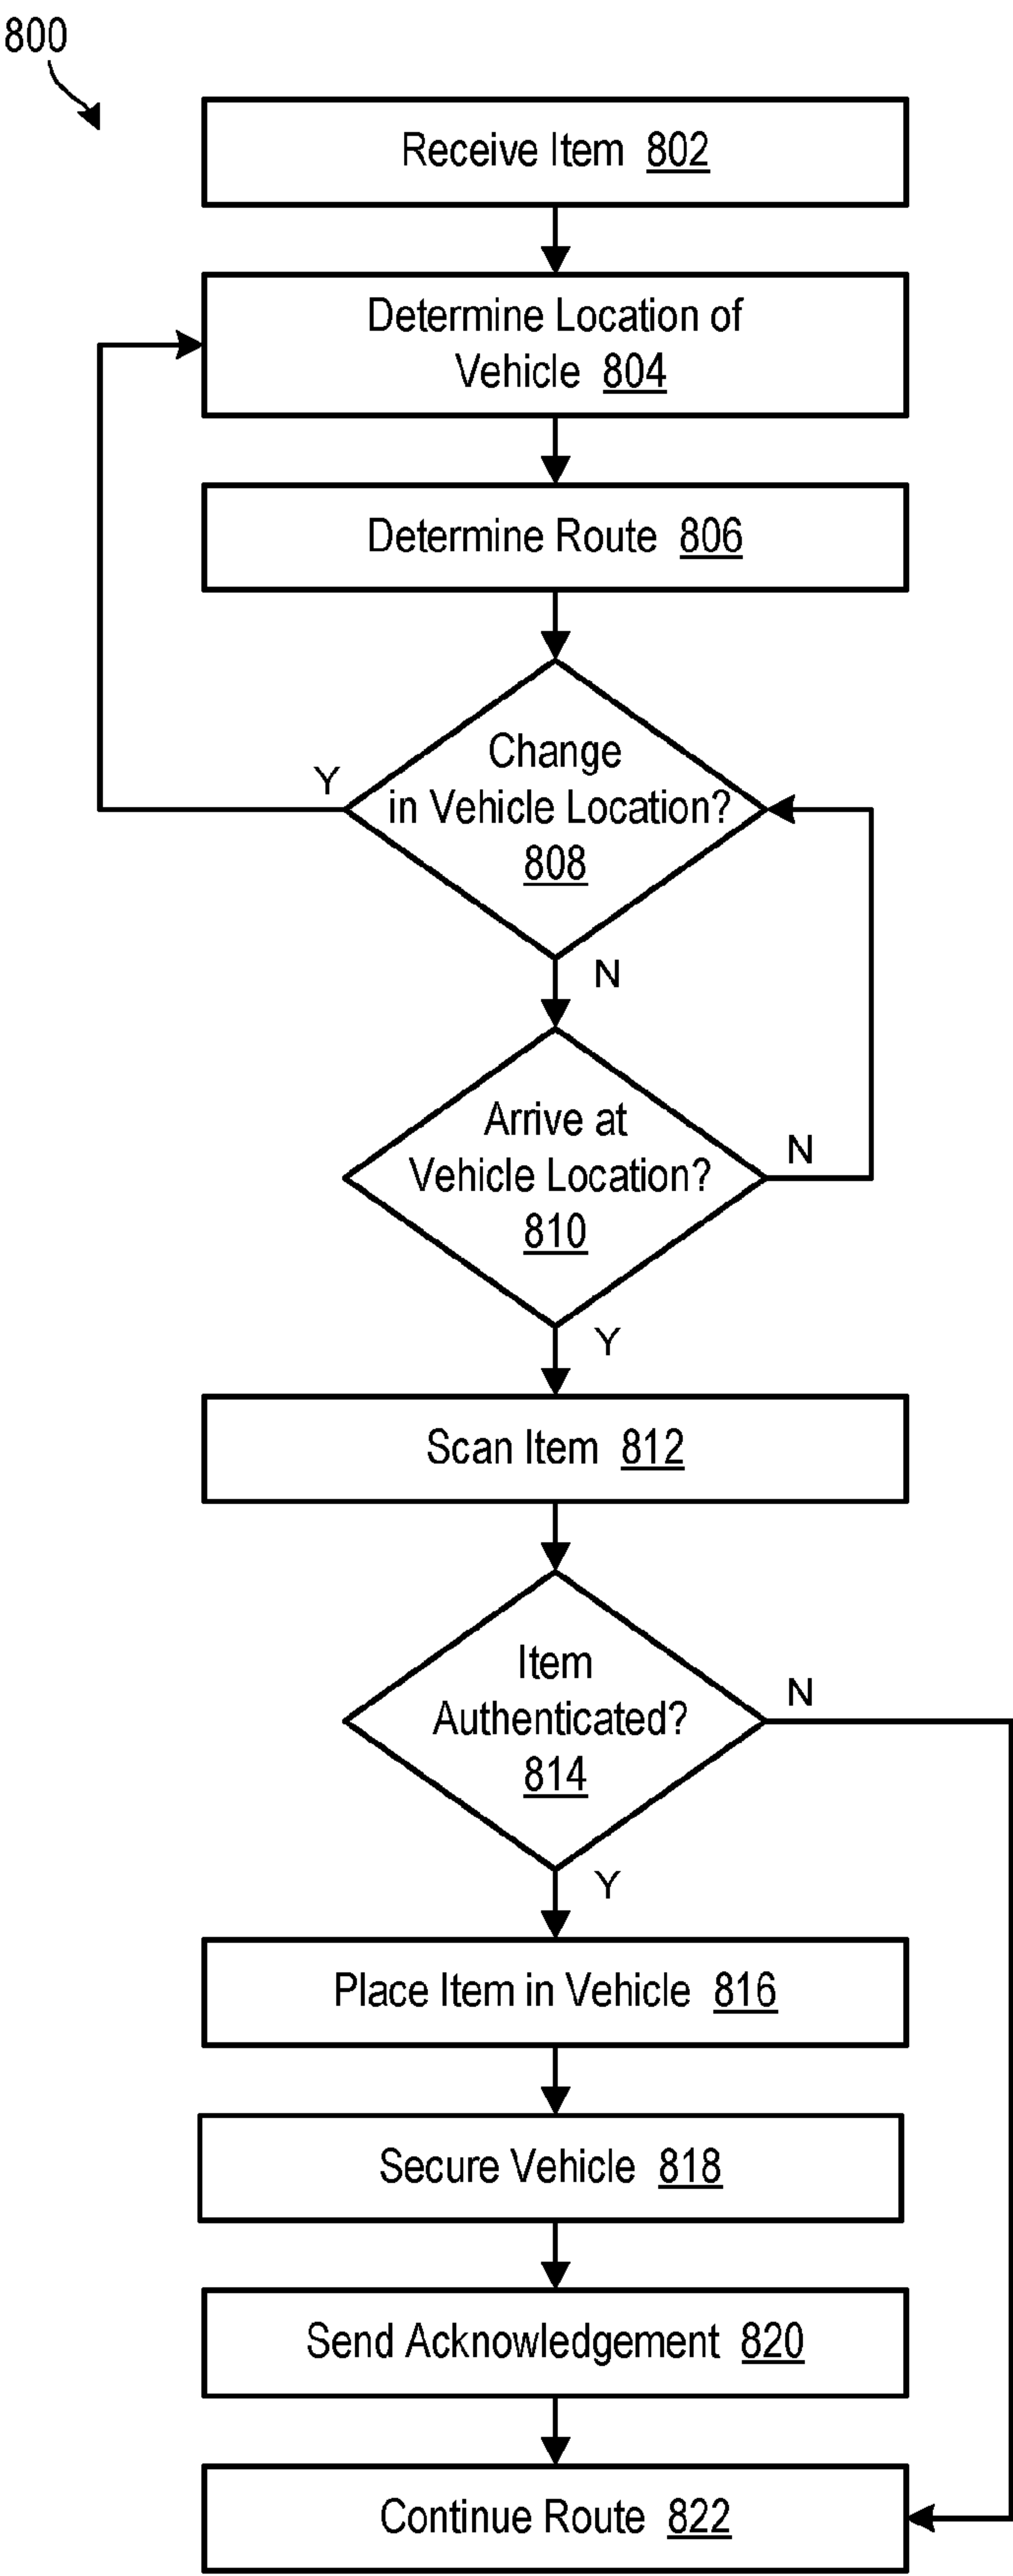 800
Receive Item 802
Determine Location of
Vehicle 804
Determine Route 806
Change
in Vehicle Location?
808
Y
N
Arrive at
Vehicle Location?
810
N
Y
Scan Item 812
Item
Authenticated?
814
N
Y
Place Item in Vehicle 816
Secure Vehicle 818
Send Acknowledgement 820
Continue Route 822